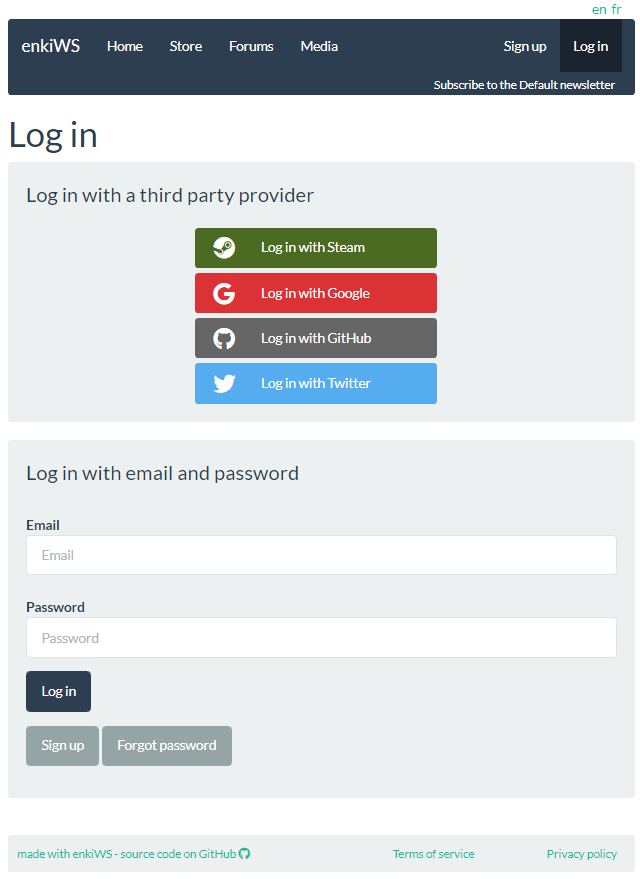 en fr
enkiWS Home Store Forums Media Sign up Log in
Subscribe to the Default newsletter
Log in
Log in with a third party provider
Log in with Steam
Log in with Google
Log in with GitHub
Log in with Twitter
Log in with email and password
Email
Email
Password
Password
Log in
Sign up Forgot password
made with enkiWS - source code on GitHub Terms of service Privacy policy